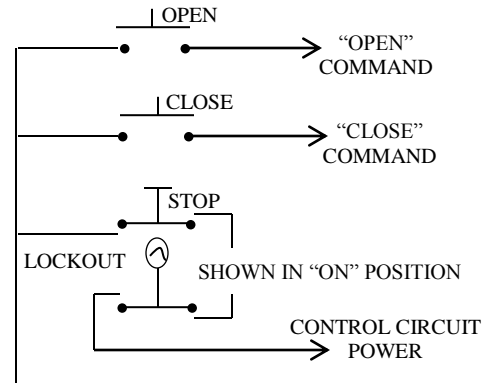 OPEN
“OPEN”
COMMAND
CLOSE
“CLOSE”
COMMAND
STOP
LOCKOUT
SHOWN IN “ON” POSITION
CONTROL CIRCUIT
POWER